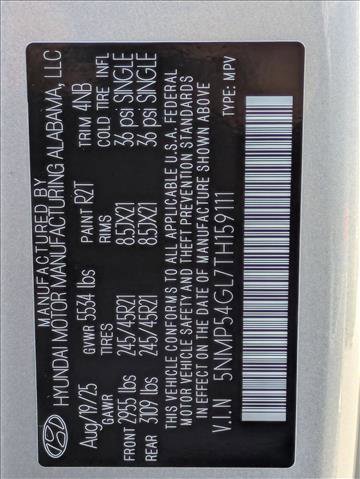 MANUFACTURED BY
HYUNDAI MOTOR MANUFACTURING ALABAMA, LLC
Aug/19/25 GVWR 5534 lbs PAINT R2T TRIM 4NB
GAWR RIMS COLD TIRE INFL
FRONT 2955 lbs 245/45R21 8.5JX21 36 psi SINGLE
REAR 3109 lbs 245/45R21 8.5JX21 36 psi SINGLE
THIS VEHICLE CONFORMS TO ALL APPLICABLE U.S.A. FEDERAL
MOTOR VEHICLE SAFETY AND THEFT PREVENTION STANDARDS
IN EFFECT ON THE DATE OF MANUFACTURE SHOWN ABOVE
V.I.N 5NMP54GL7TH159111 TYPE: MPV